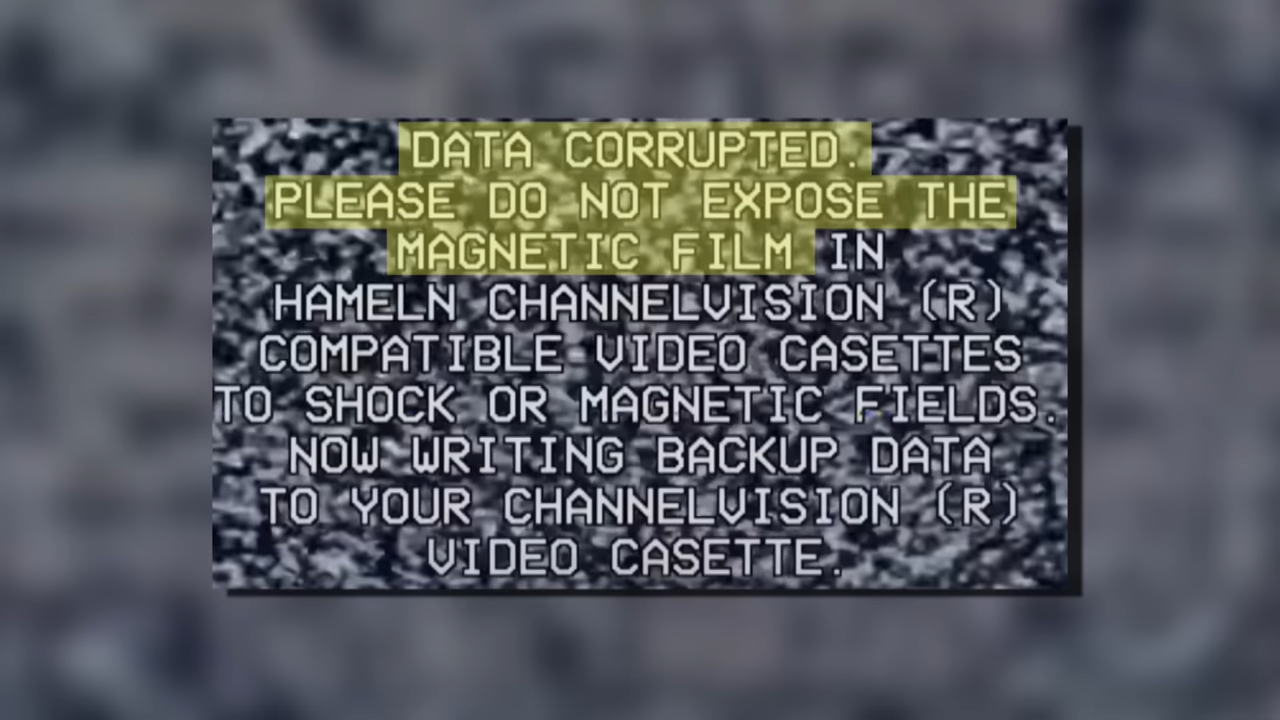 DATA CORRUPTED.
PLEASE DO NOT EXPOSE THE
MAGNETIC FILM IN
HAMELN CHANNELVISION (R)
COMPATIBLE VIDEO CASETTES
TO SHOCK OR MAGNETIC FIELDS.
NOW WRITING BACKUP DATA
TO YOUR CHANNELVISION (R)
VIDEO CASETTE.